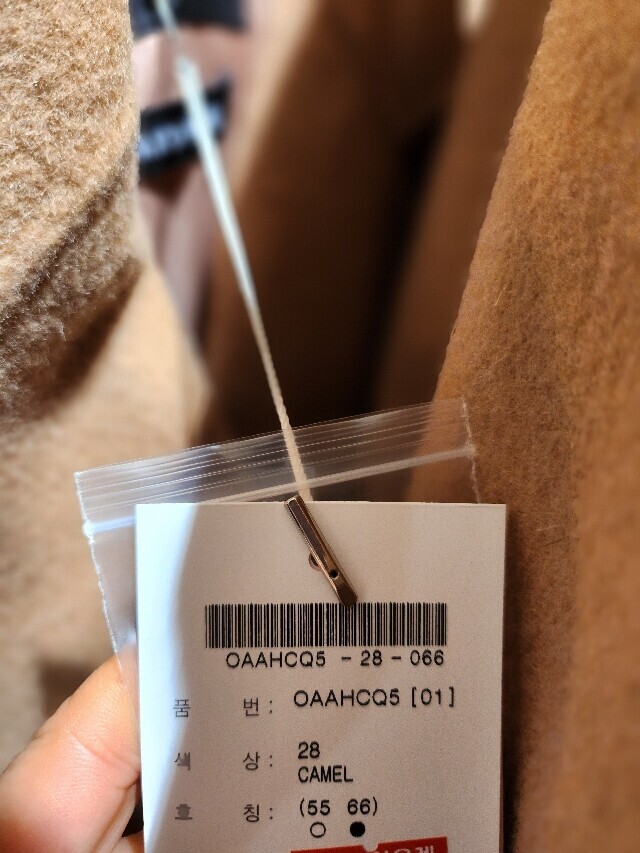 OAAHCQ5 - 28 - 066
품 번 : OAAHCQ5 [01]
색 상 : 28
CAMEL
호 칭 : (55 66)
○ ●